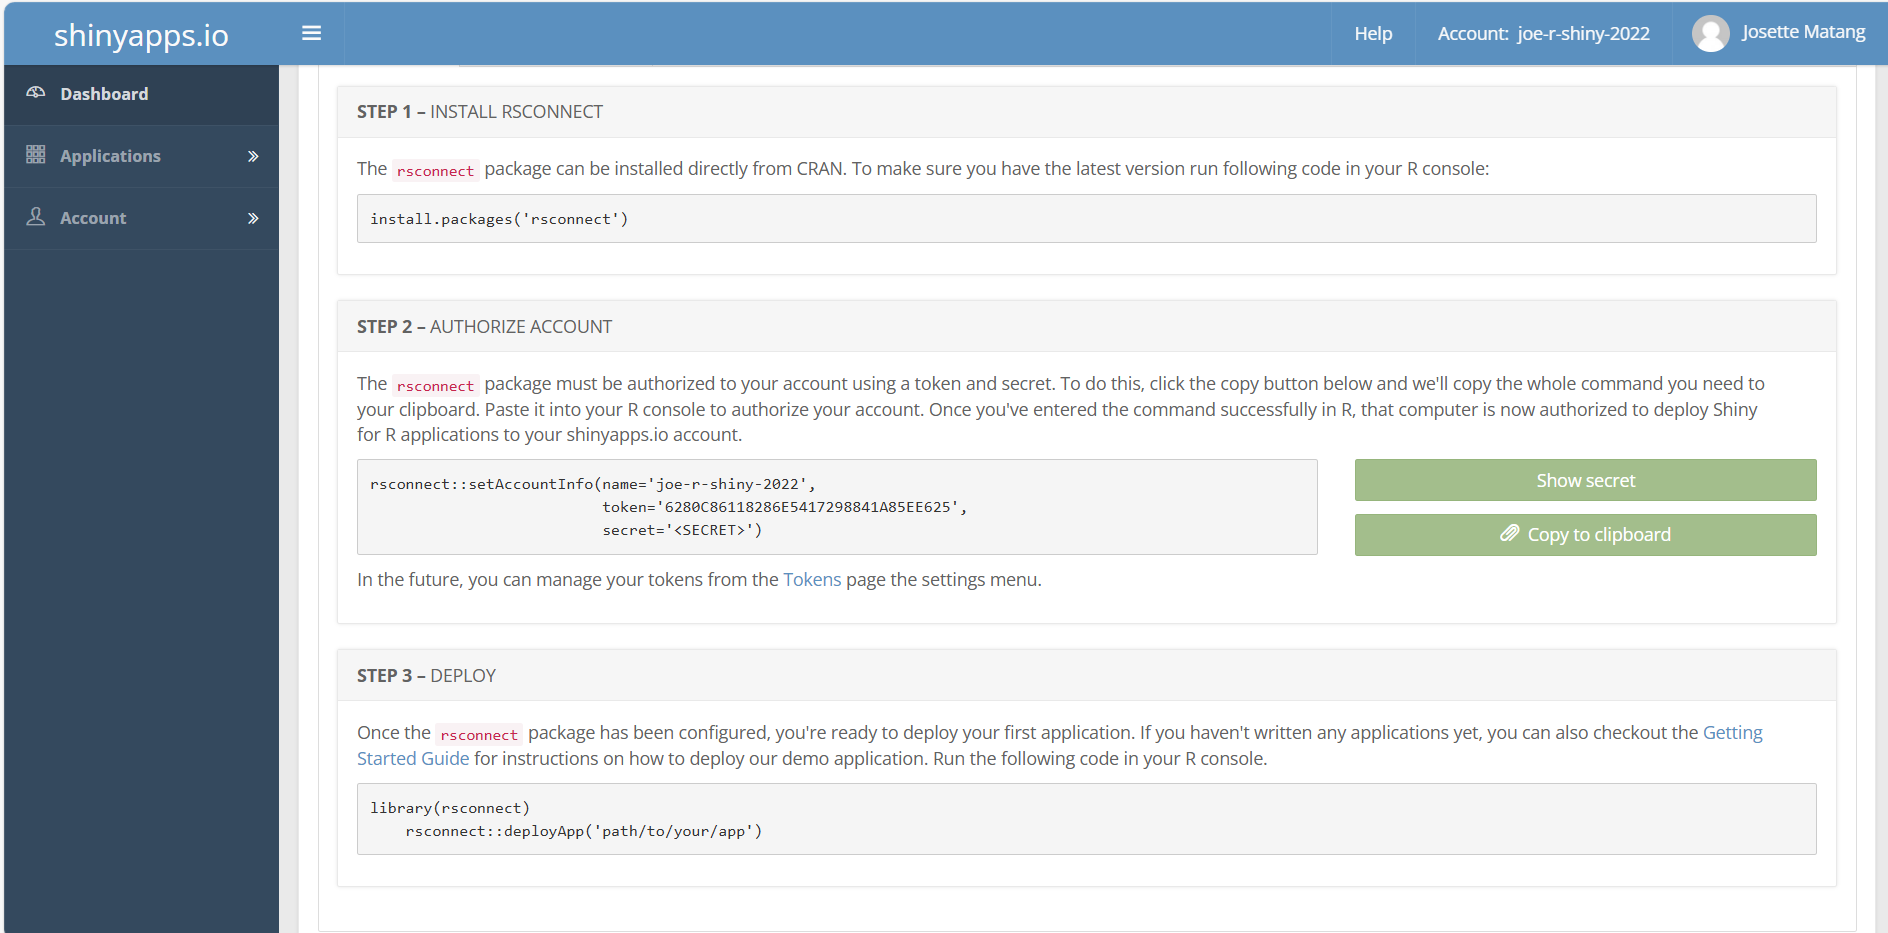 shinyapps.io
Help
Account: joe-r-shiny-2022
Josette Matang
Dashboard
Applications
Account
STEP 1 – INSTALL RSCONNECT
The rsconnect package can be installed directly from CRAN. To make sure you have the latest version run following code in your R console:
install.packages('rsconnect')
STEP 2 – AUTHORIZE ACCOUNT
The rsconnect package must be authorized to your account using a token and secret. To do this, click the copy button below and we'll copy the whole command you need to
your clipboard. Paste it into your R console to authorize your account. Once you've entered the command successfully in R, that computer is now authorized to deploy Shiny
for R applications to your shinyapps.io account.
rsconnect::setAccountInfo(name='joe-r-shiny-2022',
token='6280C86118286E5417298841A85EE625',
secret='<SECRET>')
Show secret
Copy to clipboard
In the future, you can manage your tokens from the Tokens page the settings menu.
STEP 3 – DEPLOY
Once the rsconnect package has been configured, you're ready to deploy your first application. If you haven't written any applications yet, you can also checkout the Getting
Started Guide for instructions on how to deploy our demo application. Run the following code in your R console.
library(rsconnect)
rsconnect::deployApp('path/to/your/app')